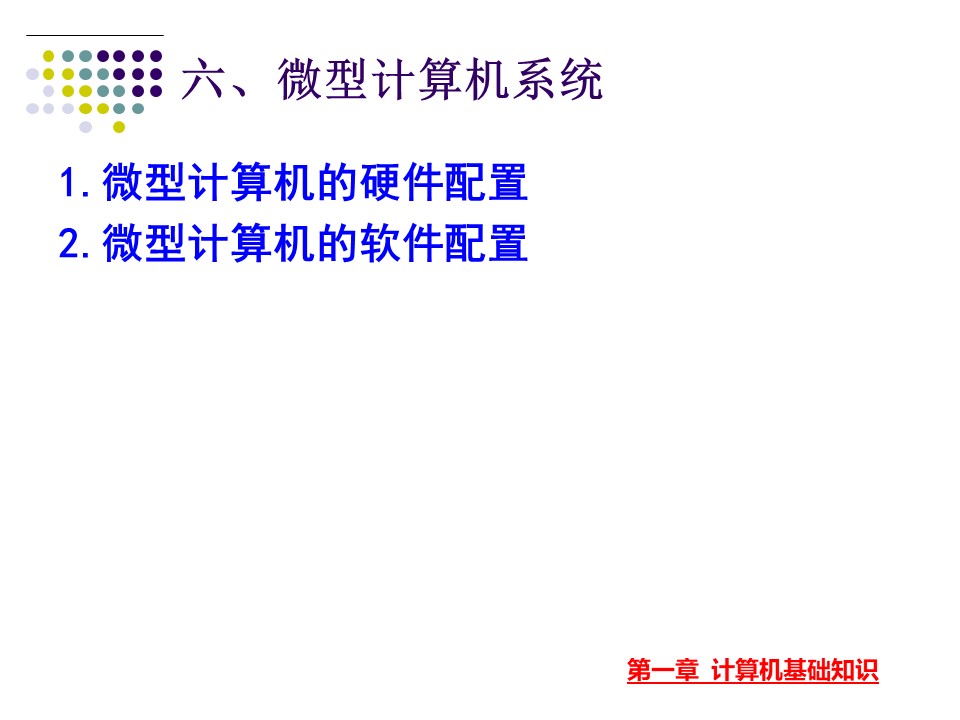 六、微型计算机系统
1.微型计算机的硬件配置
2.微型计算机的软件配置
第一章 计算机基础知识